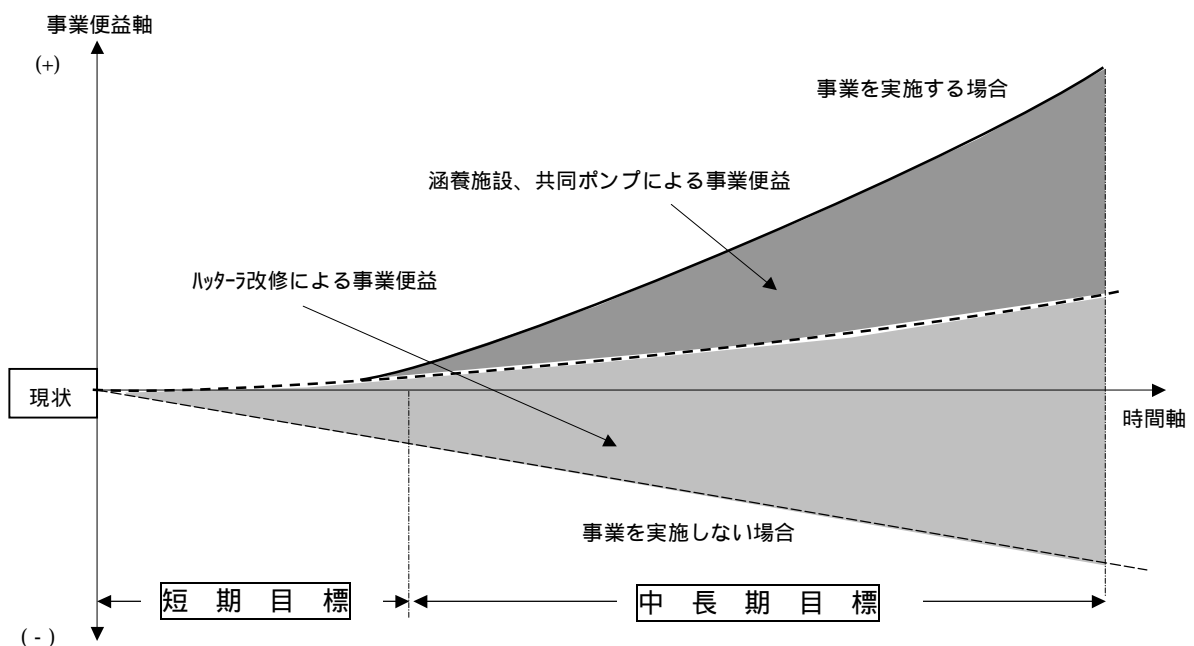 事業便益軸
(+)
事業を実施する場合
涵養施設、共同ポンプによる事業便益
ﾊｯﾀｰﾗ改修による事業便益
現状
時間軸
事業を実施しない場合
短期目標
中長期目標
(-)